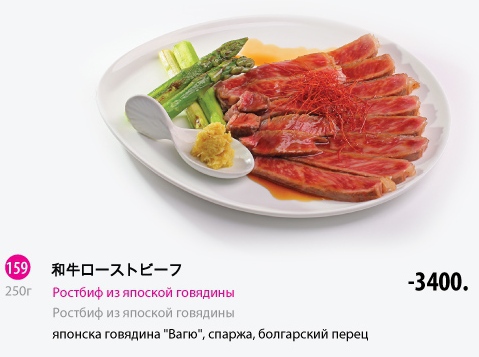 159 和牛ローストビーフ -3400.
250г Ростбиф из япоской говядины
Ростбиф из япоской говядины
японска говядина "Вагю", спаржа, болгарский перец